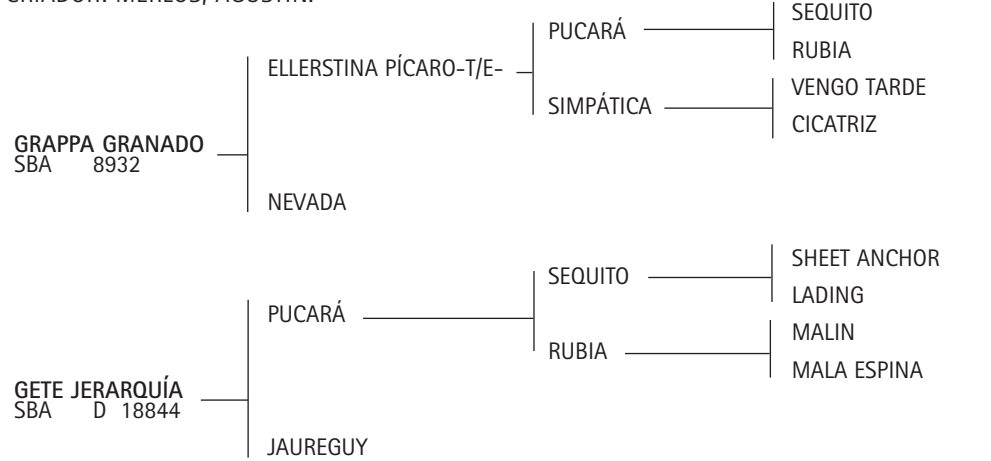 CRIADOR: MERLOS, AGUSTÍN.
SEQUITO
PUCARÁ
RUBIA
ELLERSTINA PÍCARO-T/E-
VENGO TARDE
SIMPÁTICA
CICATRIZ
GRAPPA GRANADO
SBA 8932
NEVADA
SHEET ANCHOR
SEQUITO
LADING
PUCARÁ
MALIN
RUBIA
MALA ESPINA
GETE JERARQUÍA
SBA D 18844
JAUREGUY